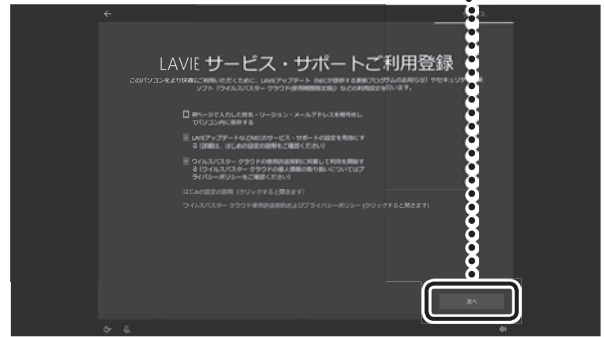 LAVIE サービス・サポートご利用登録
このパソコンをより快適にご利用いただくために、LAVIEアップデート（NECが提供する更新プログラムのお知らせ）やセキュリティ
ソフト（ウイルスバスター クラウド使用期間限定版）などの利用設定を行います。
前ページで入力した姓名・リージョン・メールアドレスを暗号化し
てパソコン内に保存する
LAVIEアップデートなどNECのサービス・サポートの設定を有効にす
る（詳細は、はじめの設定の説明をご確認ください）
ウイルスバスター クラウドの使用許諾契約に同意して利用を開始す
る（ウイルスバスター クラウドの個人情報の取り扱いについてはプ
ライバシーポリシーをご確認ください）
はじめの設定の説明（クリックすると開きます）
ウイルスバスター クラウド使用許諾契約およびプライバシーポリシー（クリックすると開きます）
次へ